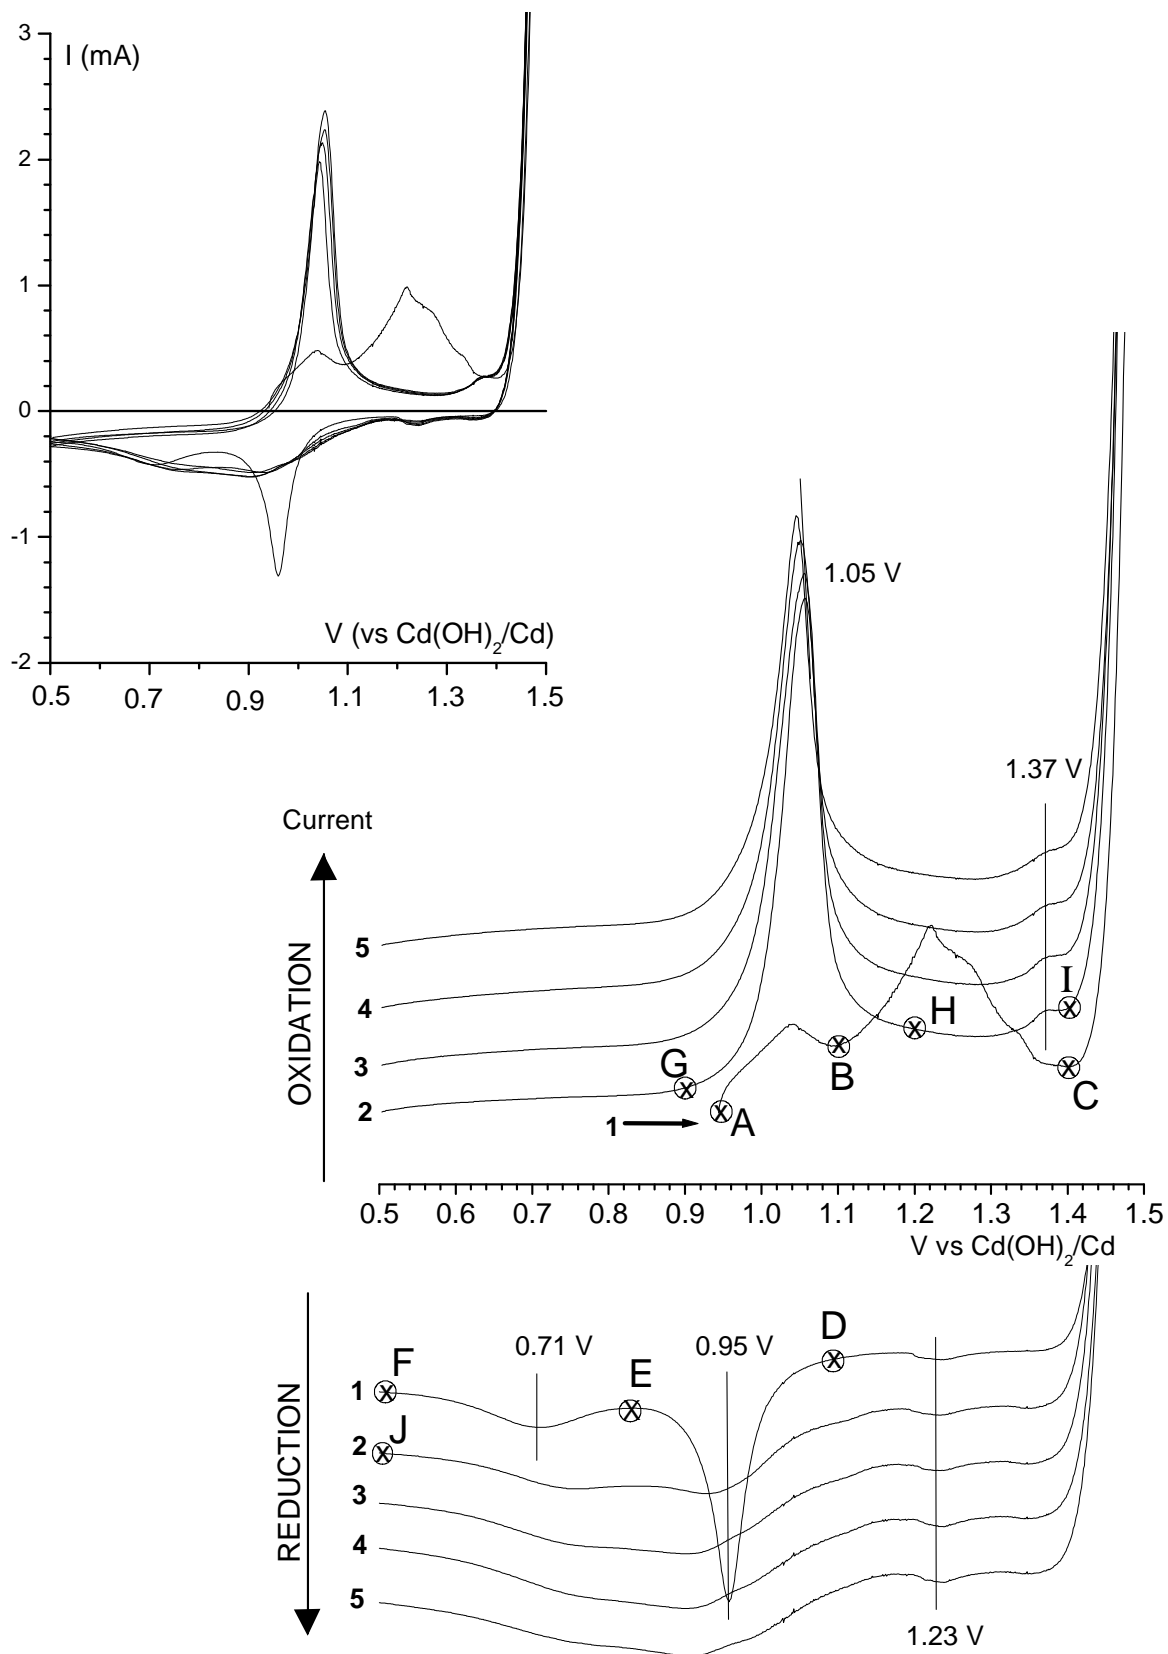 3
I (mA)
2
1
0
-1
-2
V (vs Cd(OH)2/Cd)
0.5 0.7 0.9 1.1 1.3 1.5
1.05 V
1.37 V
Current
OXIDATION
5
4
3
2
G
1
A
B
H
I
C
0.5 0.6 0.7 0.8 0.9 1.0 1.1 1.2 1.3 1.4 1.5
V vs Cd(OH)2/Cd
REDUCTION
0.71 V
0.95 V
D
F
E
1
J
2
3
4
5
1.23 V